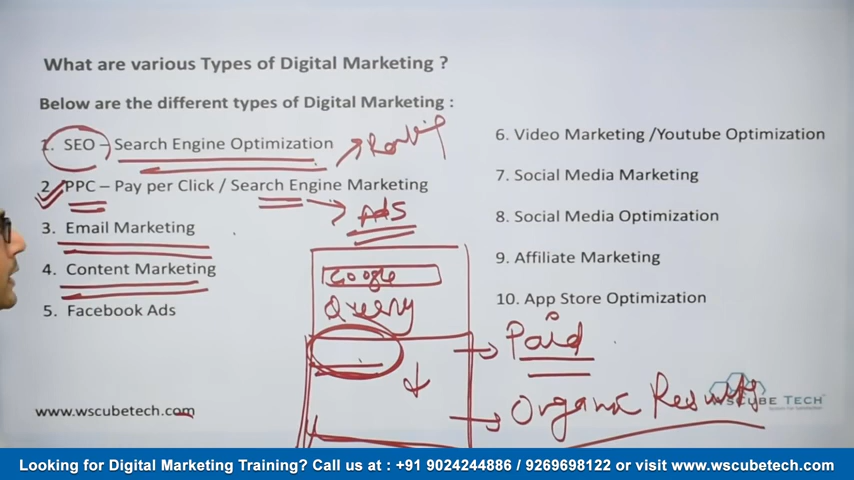 What are various Types of Digital Marketing ?
Below are the different types of Digital Marketing :
1. SEO – Search Engine Optimization
Ranking
2. PPC – Pay per Click / Search Engine Marketing
Ads
3. Email Marketing
4. Content Marketing
5. Facebook Ads
6. Video Marketing /Youtube Optimization
7. Social Media Marketing
8. Social Media Optimization
9. Affiliate Marketing
10. App Store Optimization
Google
Query
Paid
Organic Results
www.wscubetech.com
WSCUBE TECH
Looking for Digital Marketing Training? Call us at : +91 9024244886 / 9269698122 or visit www.wscubetech.com